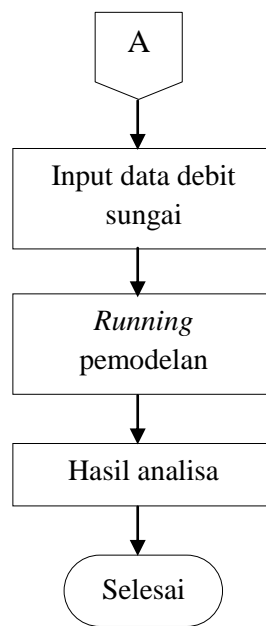 A
Input data debit
sungai
Running
pemodelan
Hasil analisa
Selesai